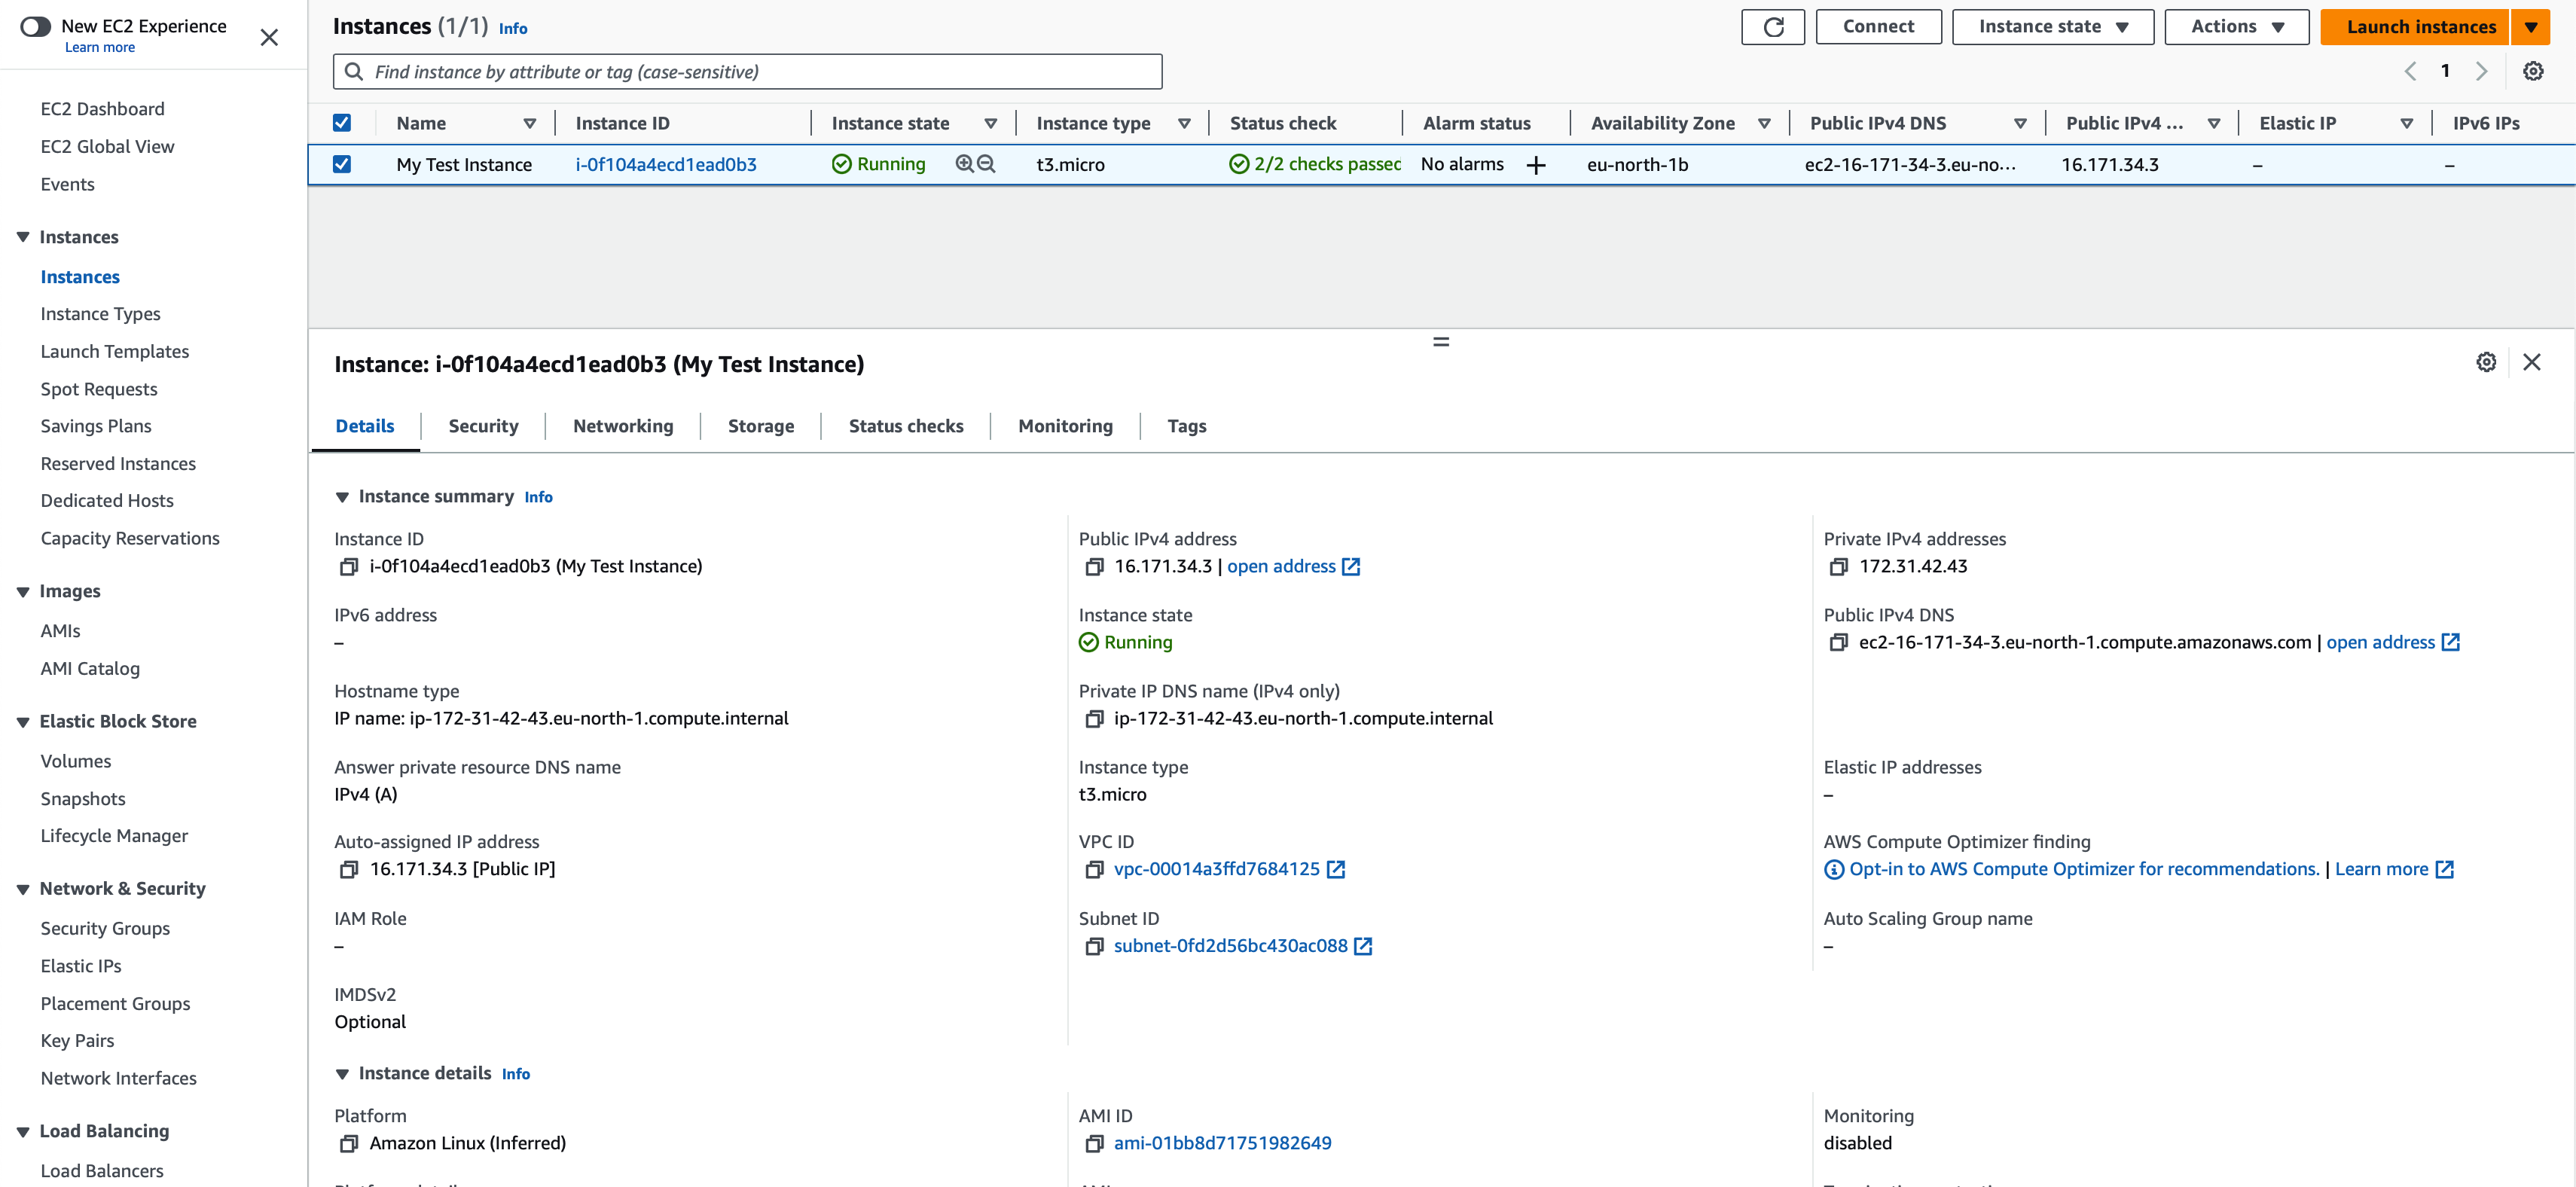 New EC2 Experience
Learn more
EC2 Dashboard
EC2 Global View
Events
Instances
Instances
Instance Types
Launch Templates
Spot Requests
Savings Plans
Reserved Instances
Dedicated Hosts
Capacity Reservations
Images
AMIs
AMI Catalog
Elastic Block Store
Volumes
Snapshots
Lifecycle Manager
Network & Security
Security Groups
Elastic IPs
Placement Groups
Key Pairs
Network Interfaces
Load Balancing
Load Balancers
Instances (1/1) Info
Connect
Instance state
Actions
Launch instances
Find instance by attribute or tag (case-sensitive)
1
Name Instance ID Instance state Instance type Status check Alarm status Availability Zone Public IPv4 DNS Public IPv4 ... Elastic IP IPv6 IPs
My Test Instance i-0f104a4ecd1ead0b3 Running t3.micro 2/2 checks passec No alarms + eu-north-1b ec2-16-171-34-3.eu-no... 16.171.34.3 – –
Instance: i-0f104a4ecd1ead0b3 (My Test Instance)
Details Security Networking Storage Status checks Monitoring Tags
Instance summary Info
Instance ID
i-0f104a4ecd1ead0b3 (My Test Instance)
Public IPv4 address
16.171.34.3 | open address
Private IPv4 addresses
172.31.42.43
IPv6 address
–
Instance state
Running
Public IPv4 DNS
ec2-16-171-34-3.eu-north-1.compute.amazonaws.com | open address
Hostname type
IP name: ip-172-31-42-43.eu-north-1.compute.internal
Private IP DNS name (IPv4 only)
ip-172-31-42-43.eu-north-1.compute.internal
Answer private resource DNS name
IPv4 (A)
Instance type
t3.micro
Elastic IP addresses
–
Auto-assigned IP address
16.171.34.3 [Public IP]
VPC ID
vpc-00014a3ffd7684125
AWS Compute Optimizer finding
Opt-in to AWS Compute Optimizer for recommendations. | Learn more
IAM Role
–
Subnet ID
subnet-0fd2d56bc430ac088
Auto Scaling Group name
–
IMDSv2
Optional
Instance details Info
Platform
Amazon Linux (Inferred)
AMI ID
ami-01bb8d71751982649
Monitoring
disabled